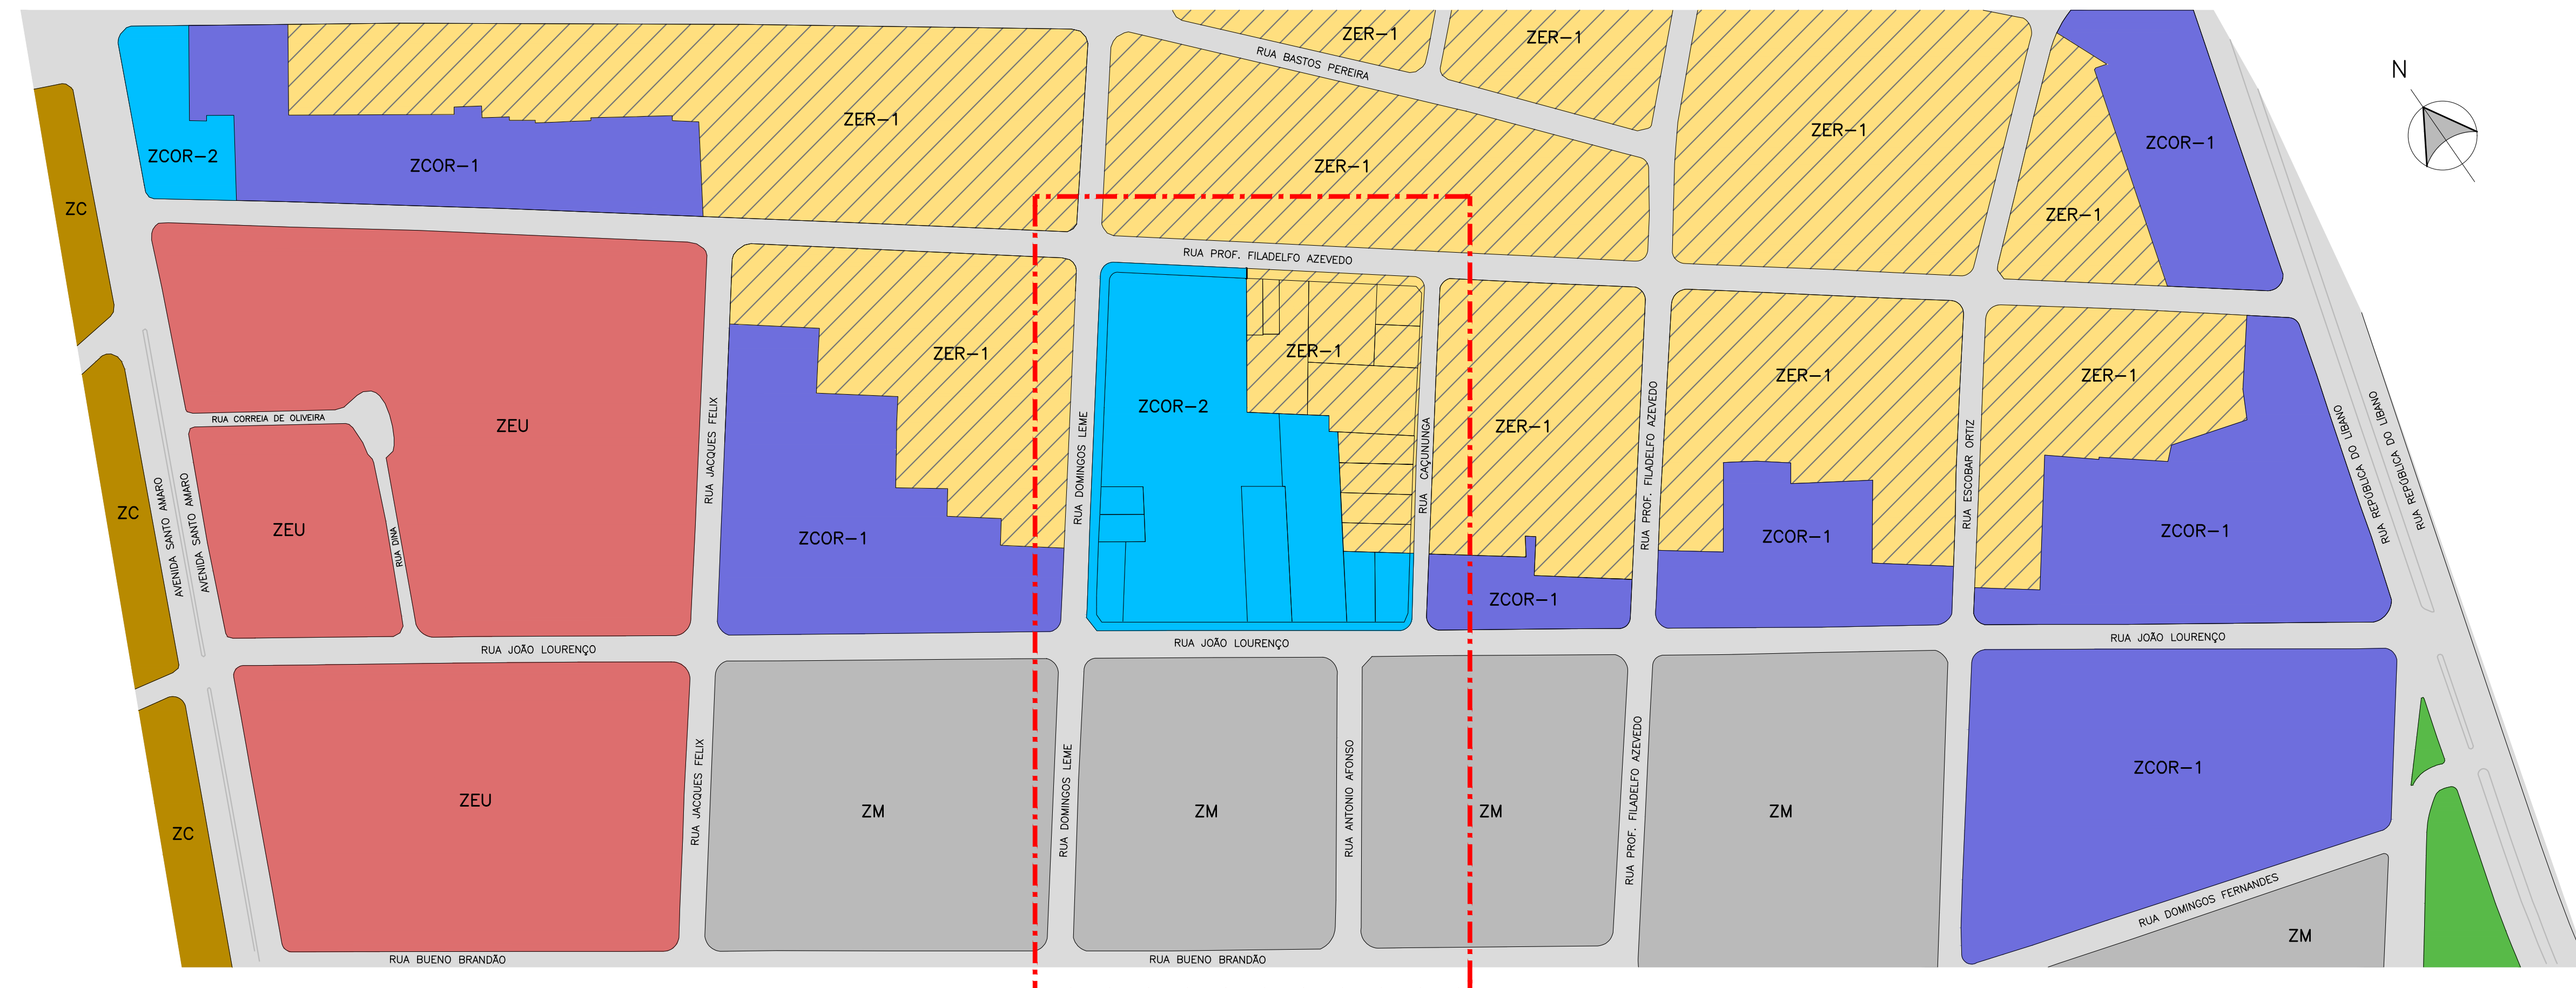 ZER-1
ZER-1
RUA BASTOS PEREIRA
N
ZER-1
ZER-1
ZCOR-1
ZCOR-2
ZCOR-1
ZER-1
ZC
ZER-1
RUA PROF. FILADELFO AZEVEDO
ZER-1
ZER-1
ZER-1
ZER-1
ZCOR-2
RUA CORREIA DE OLIVEIRA
ZEU
ZER-1
RUA JACQUES FELIX
RUA DOMINGOS LEME
RUA CAÇUNUNGA
RUA PROF. FILADELFO AZEVEDO
RUA ESCOBAR ORTIZ
RUA REPÚBLICA DO LIBANO
RUA REPÚBLICA DO LIBANO
ZC
AVENIDA SANTO AMARO
AVENIDA SANTO AMARO
ZEU
RUA DINA
ZCOR-1
ZCOR-1
ZCOR-1
ZCOR-1
RUA JOÃO LOURENÇO
RUA JOÃO LOURENÇO
RUA JOÃO LOURENÇO
ZC
ZEU
RUA JACQUES FELIX
ZM
RUA DOMINGOS LEME
ZM
RUA ANTONIO AFONSO
ZM
RUA PROF. FILADELFO AZEVEDO
ZM
ZCOR-1
RUA DOMINGOS FERNANDES
ZM
RUA BUENO BRANDÃO
RUA BUENO BRANDÃO